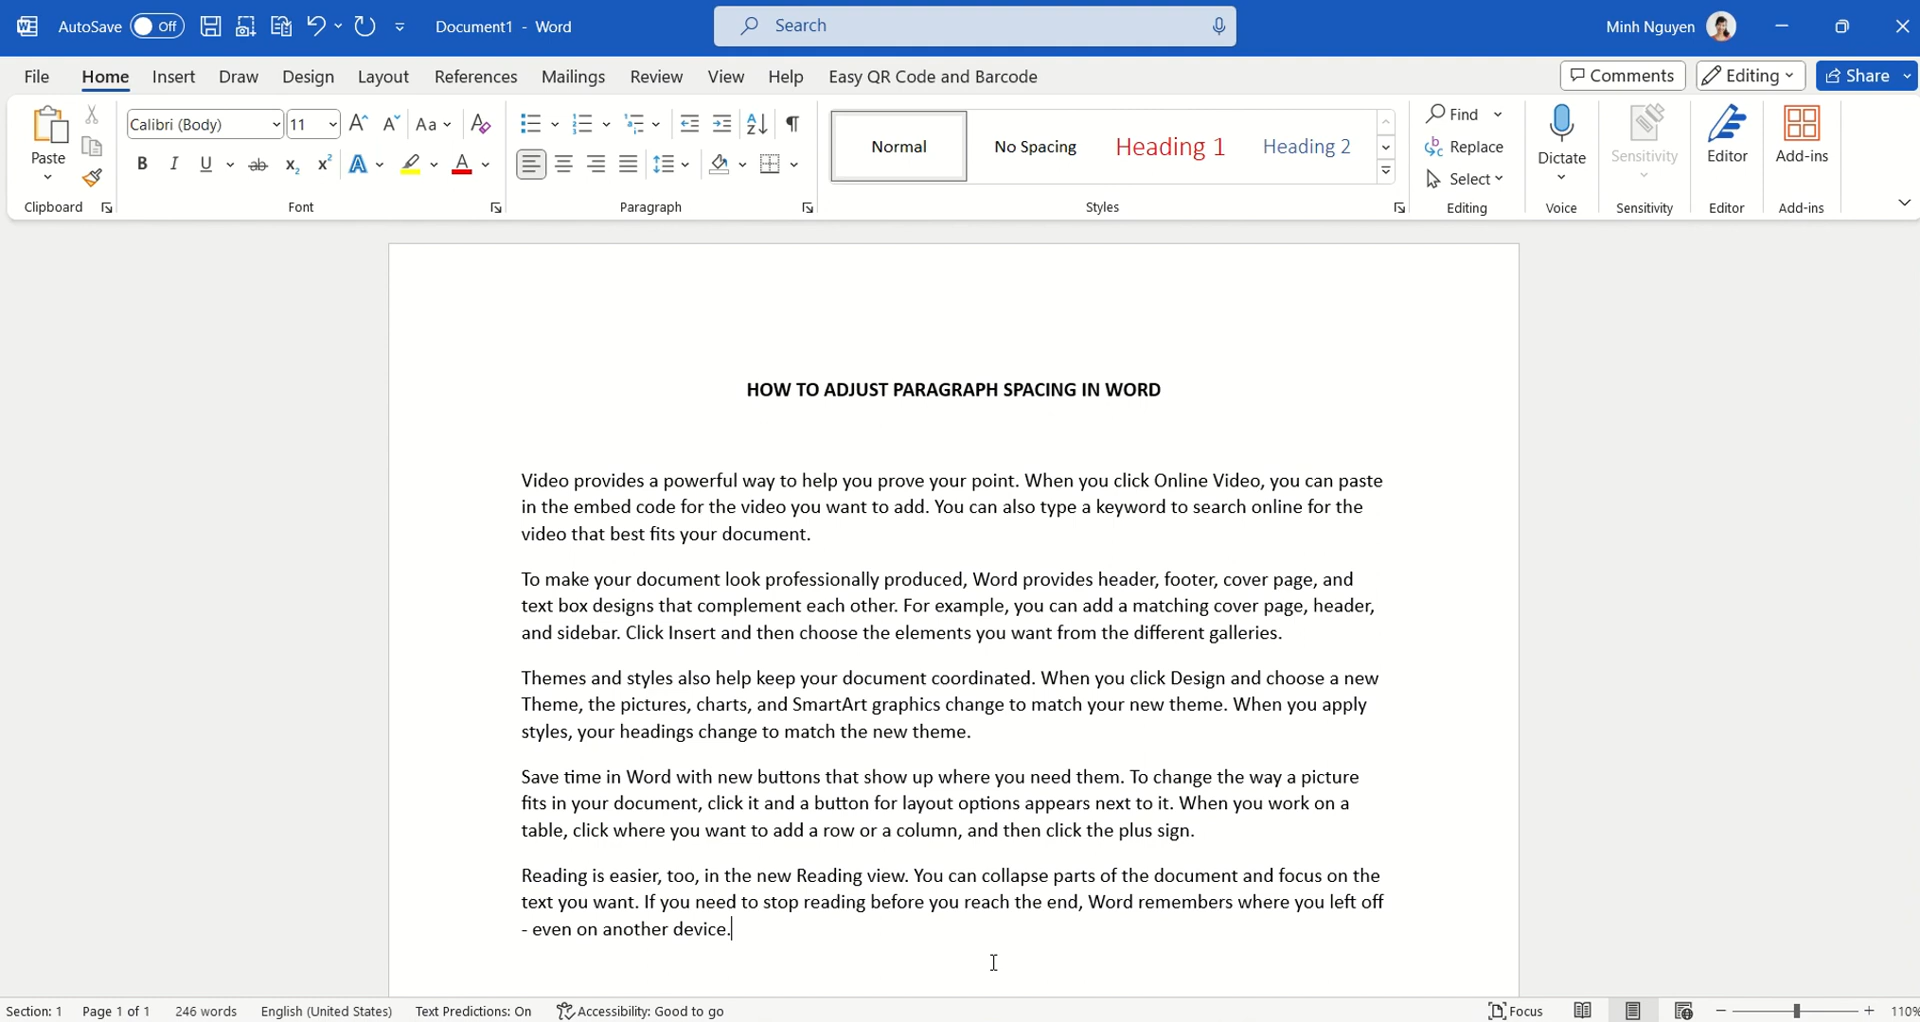 AutoSave Off Document1 - Word Search Minh Nguyen
File Home Insert Draw Design Layout References Mailings Review View Help Easy QR Code and Barcode Comments Editing Share
Paste
Clipboard
Calibri (Body) 11 A A Aa A
B I U ab x2 x2 A A
Font
Paragraph
Normal No Spacing Heading 1 Heading 2
Styles
Find
Replace
Select
Editing
Dictate
Voice
Sensitivity
Sensitivity
Editor
Editor
Add-ins
Add-ins
HOW TO ADJUST PARAGRAPH SPACING IN WORD
Video provides a powerful way to help you prove your point. When you click Online Video, you can paste
in the embed code for the video you want to add. You can also type a keyword to search online for the
video that best fits your document.
To make your document look professionally produced, Word provides header, footer, cover page, and
text box designs that complement each other. For example, you can add a matching cover page, header,
and sidebar. Click Insert and then choose the elements you want from the different galleries.
Themes and styles also help keep your document coordinated. When you click Design and choose a new
Theme, the pictures, charts, and SmartArt graphics change to match your new theme. When you apply
styles, your headings change to match the new theme.
Save time in Word with new buttons that show up where you need them. To change the way a picture
fits in your document, click it and a button for layout options appears next to it. When you work on a
table, click where you want to add a row or a column, and then click the plus sign.
Reading is easier, too, in the new Reading view. You can collapse parts of the document and focus on the
text you want. If you need to stop reading before you reach the end, Word remembers where you left off
- even on another device.
Section: 1 Page 1 of 1 246 words English (United States) Text Predictions: On Accessibility: Good to go Focus 110%